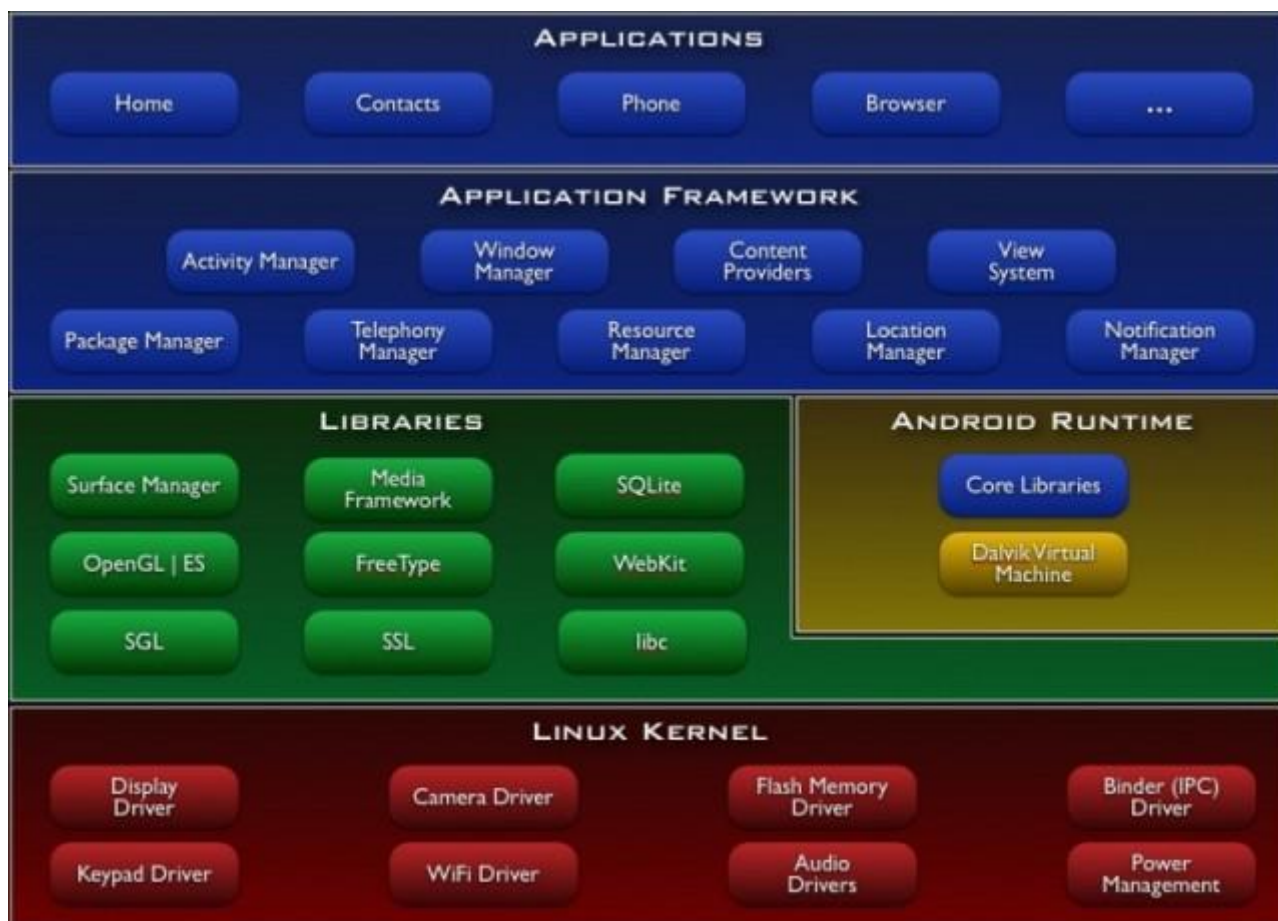 APPLICATIONS
Home
Contacts
Phone
Browser
...
APPLICATION FRAMEWORK
Activity Manager
Window
Manager
Content
Providers
View
System
Package Manager
Telephony
Manager
Resource
Manager
Location
Manager
Notification
Manager
LIBRARIES
Surface Manager
Media
Framework
SQLite
OpenGL | ES
FreeType
WebKit
SGL
SSL
libc
ANDROID RUNTIME
Core Libraries
Dalvik Virtual
Machine
LINUX KERNEL
Display
Driver
Camera Driver
Flash Memory
Driver
Binder (IPC)
Driver
Keypad Driver
WiFi Driver
Audio
Drivers
Power
Management